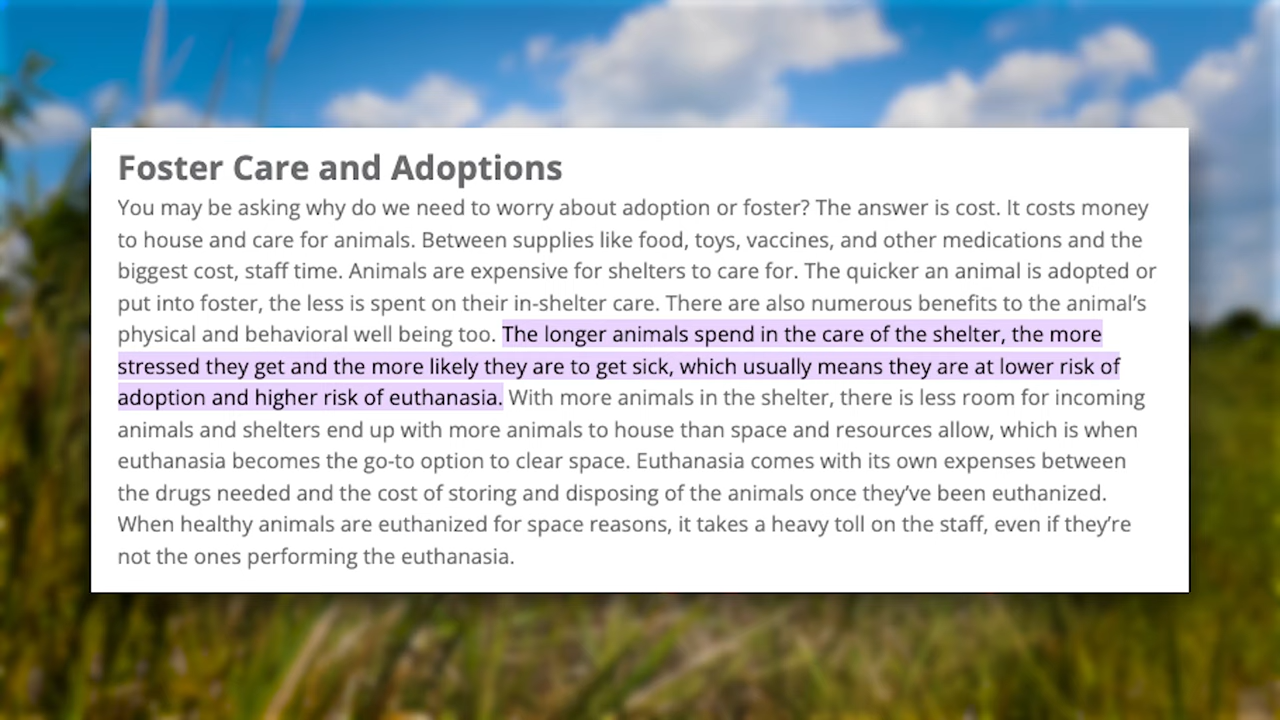 Foster Care and Adoptions
You may be asking why do we need to worry about adoption or foster? The answer is cost. It costs money
to house and care for animals. Between supplies like food, toys, vaccines, and other medications and the
biggest cost, staff time. Animals are expensive for shelters to care for. The quicker an animal is adopted or
put into foster, the less is spent on their in-shelter care. There are also numerous benefits to the animal’s
physical and behavioral well being too. The longer animals spend in the care of the shelter, the more
stressed they get and the more likely they are to get sick, which usually means they are at lower risk of
adoption and higher risk of euthanasia. With more animals in the shelter, there is less room for incoming
animals and shelters end up with more animals to house than space and resources allow, which is when
euthanasia becomes the go-to option to clear space. Euthanasia comes with its own expenses between
the drugs needed and the cost of storing and disposing of the animals once they’ve been euthanized.
When healthy animals are euthanized for space reasons, it takes a heavy toll on the staff, even if they’re
not the ones performing the euthanasia.